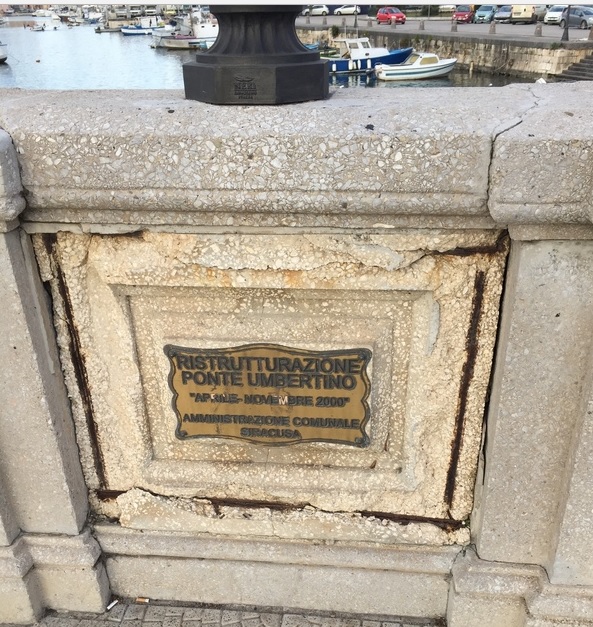 RISTRUTTURAZIONE
PONTE UMBERTINO
"APRILE-NOVEMBRE 2000"
AMMINISTRAZIONE COMUNALE
SIRACUSA